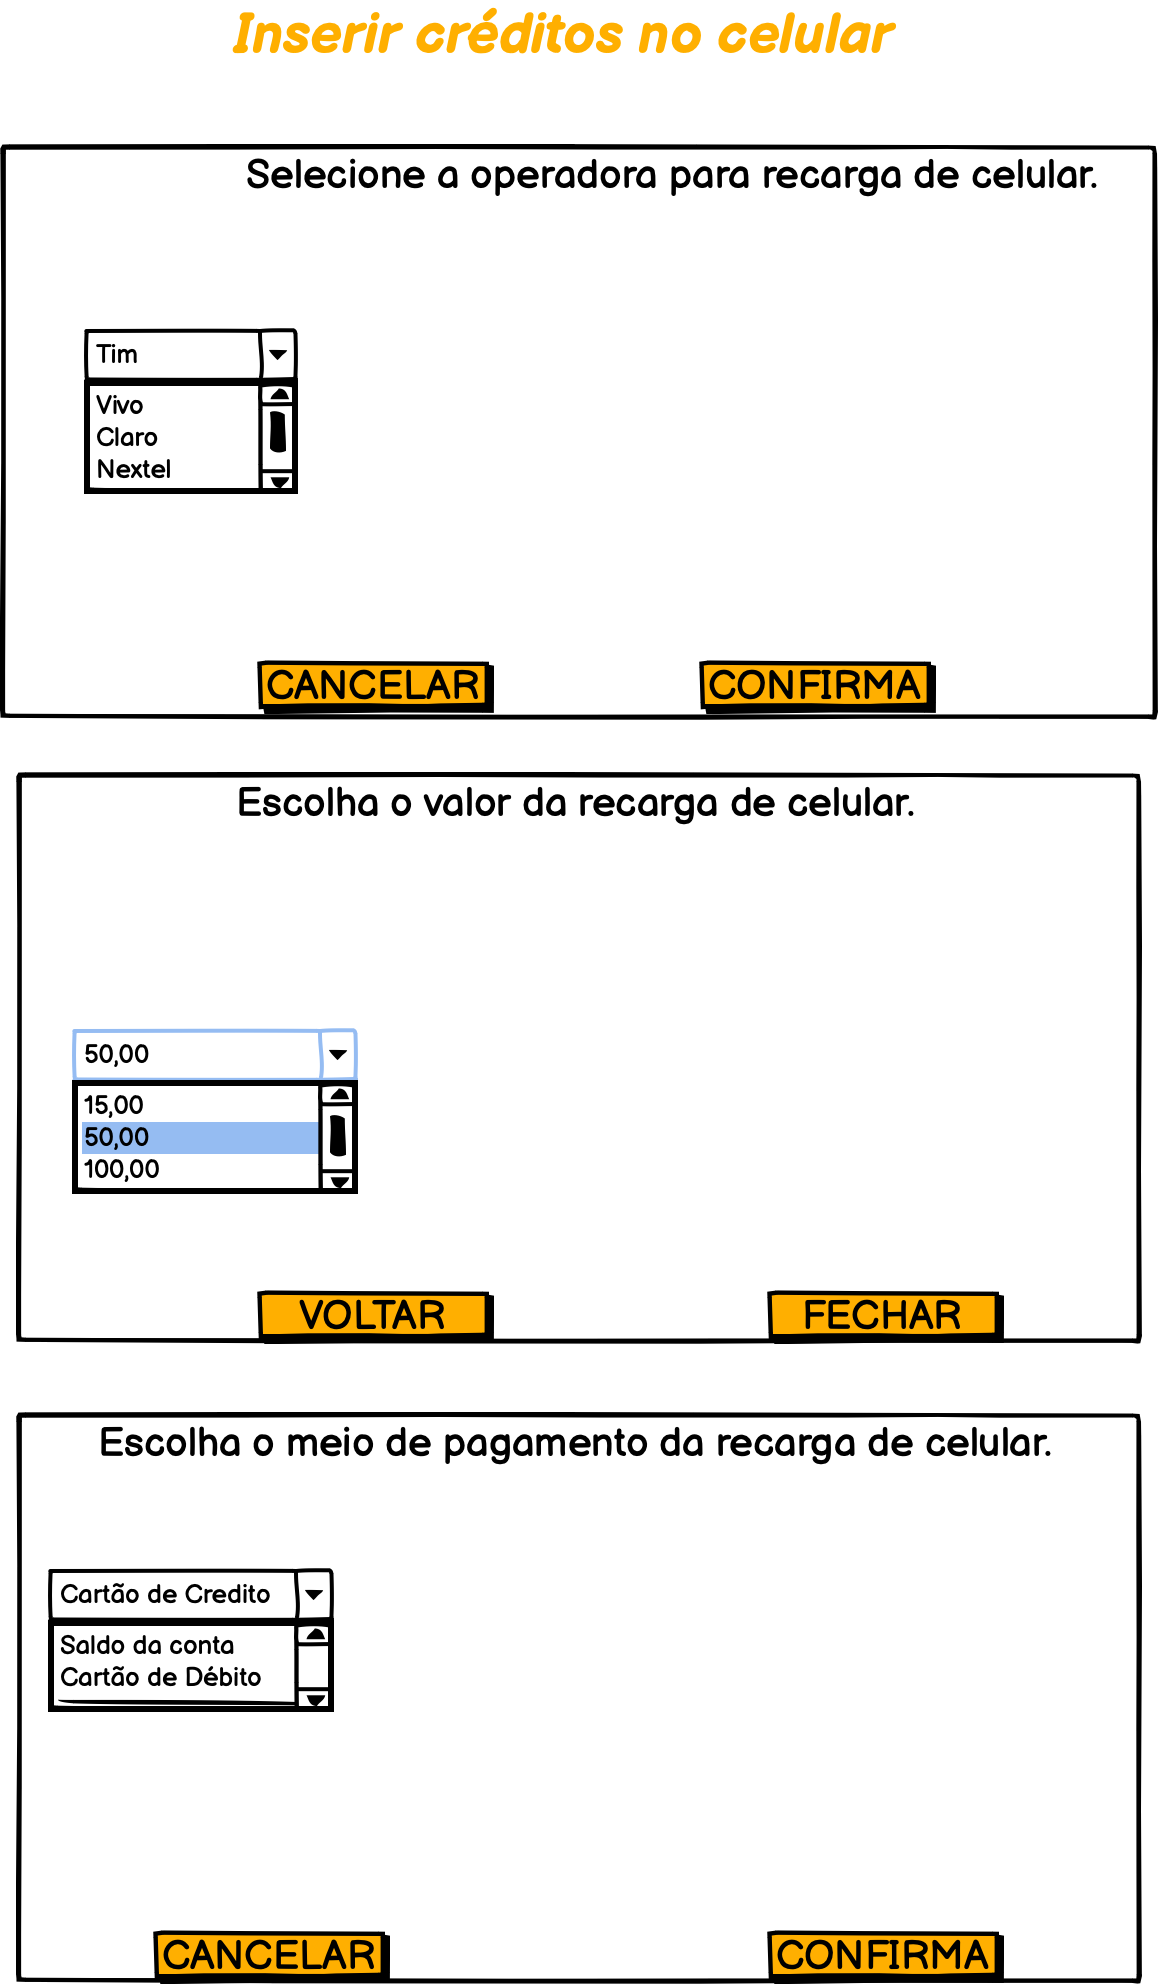 Inserir créditos no celular
Selecione a operadora para recarga de celular.
Tim
Vivo
Claro
Nextel
CANCELAR CONFIRMA
Escolha o valor da recarga de celular.
50,00
15,00
50,00
100,00
VOLTAR FECHAR
Escolha o meio de pagamento da recarga de celular.
Cartão de Credito
Saldo da conta
Cartão de Débito
CANCELAR CONFIRMA